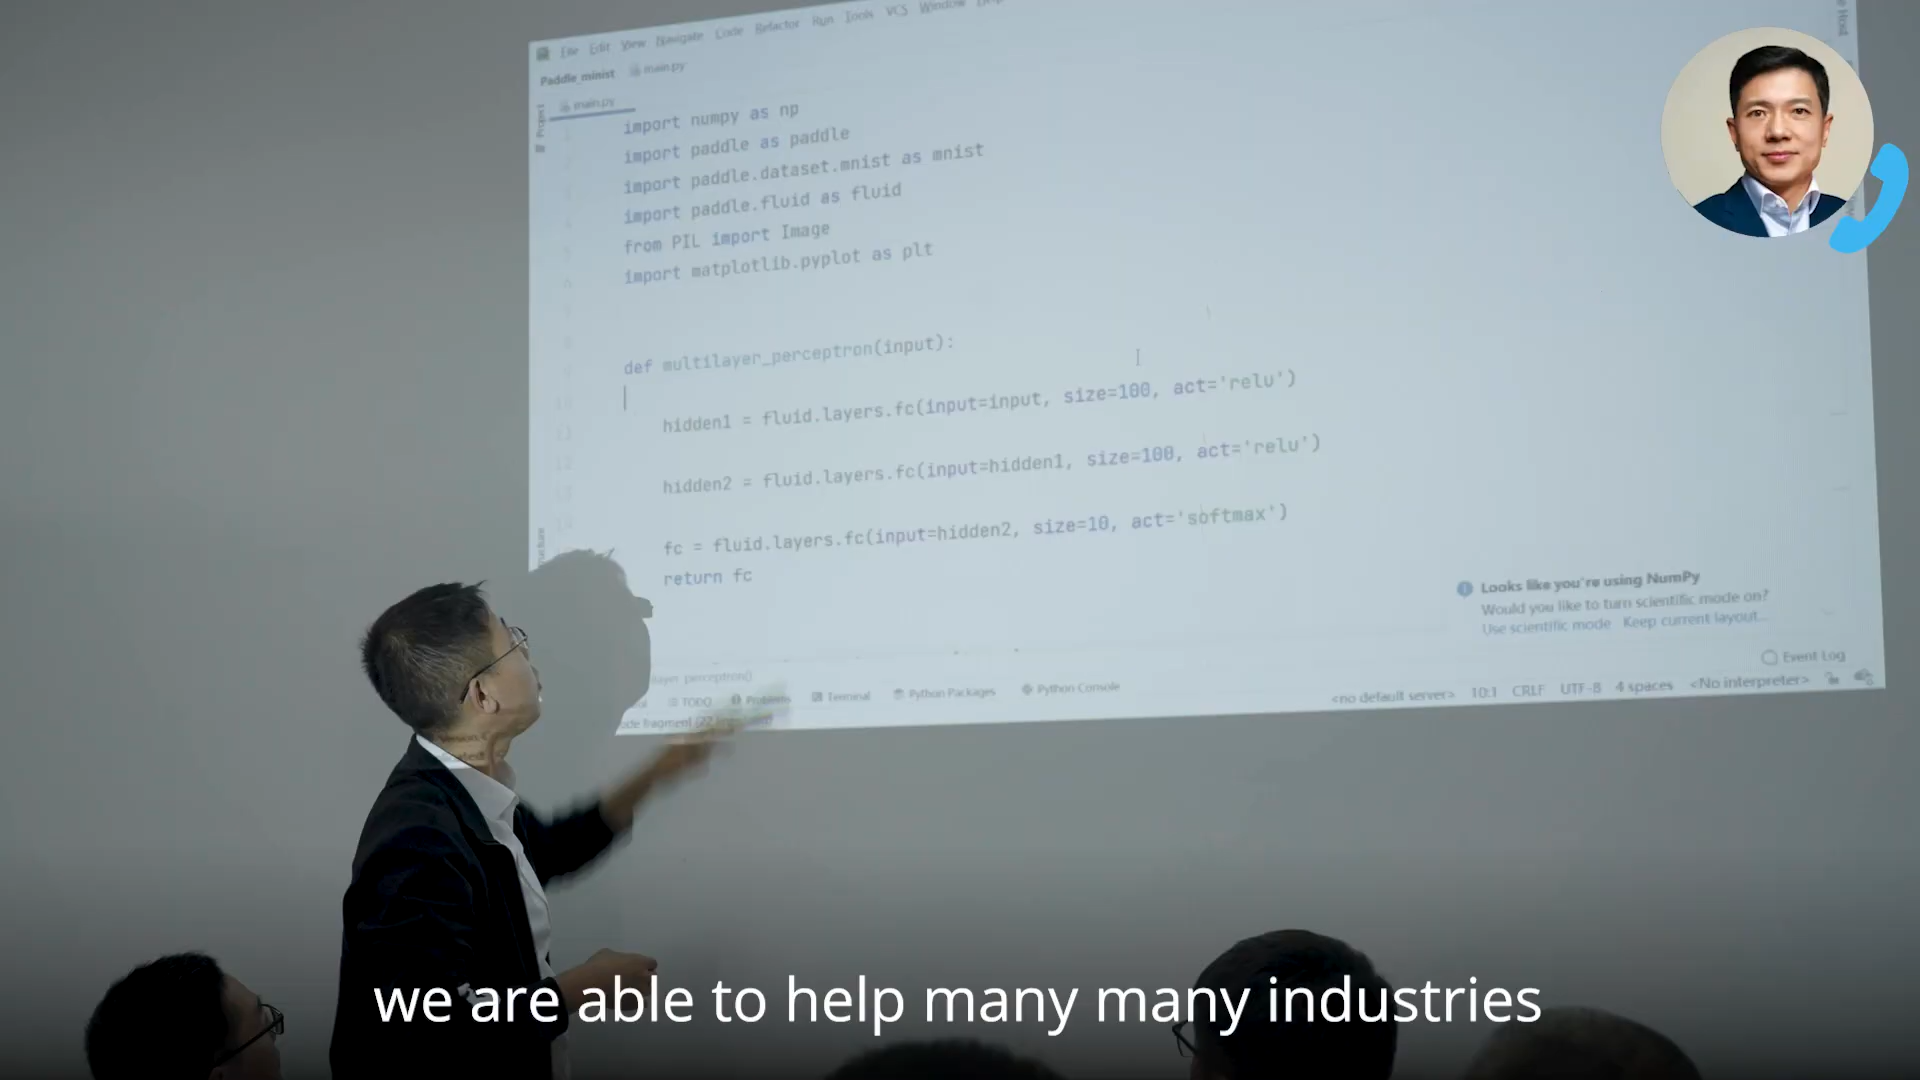 File Edit View Navigate Code Refactor Run Tools VCS Window
Paddle_minist main.py
main.py
Project
import numpy as np
import paddle as paddle
import paddle.dataset.mnist as mnist
import paddle.fluid as fluid
from PIL import Image
import matplotlib.pyplot as plt
def multilayer_perceptron(input):
hidden1 = fluid.layers.fc(input=input, size=100, act='relu')
hidden2 = fluid.layers.fc(input=hidden1, size=100, act='relu')
fc = fluid.layers.fc(input=hidden2, size=10, act='softmax')
return fc
Looks like you're using NumPy
Would you like to turn scientific mode on?
Use scientific mode Keep current layout...
Event Log
perceptron()
TODO Problems Terminal Python Packages Python Console
<no default server> 10:1 CRLF UTF-8 4 spaces <No interpreter>
we are able to help many many industries